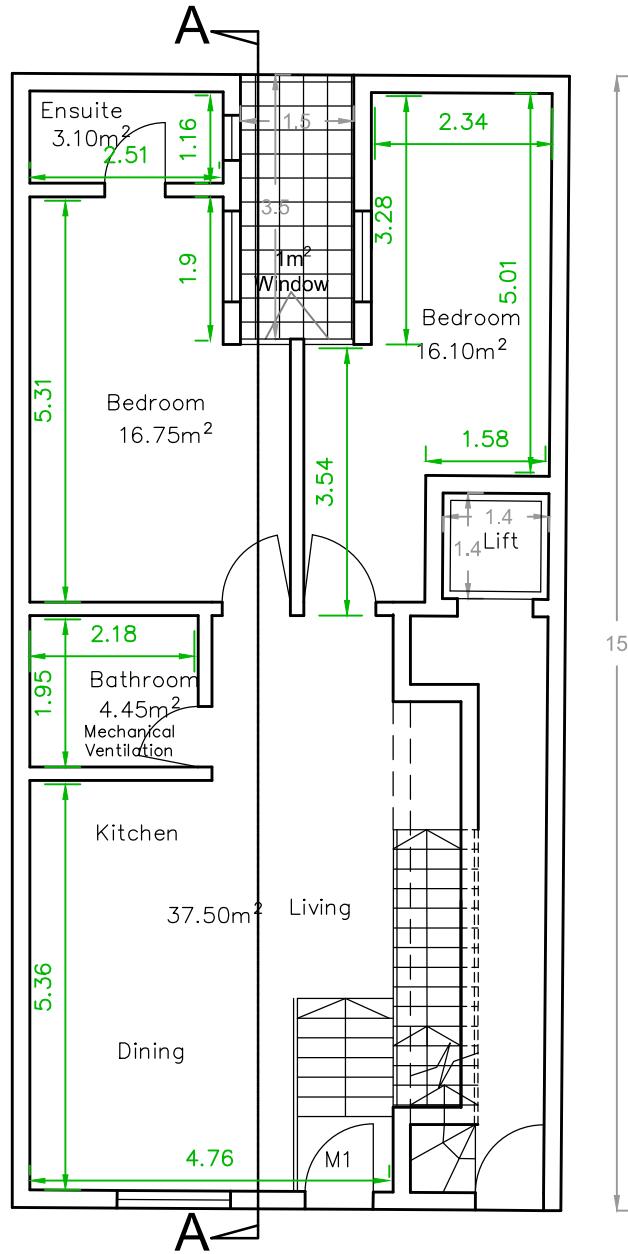 A
Ensuite
3.10m²
2.51
1.16
1.5
3.5
2.34
3.28
1.9
1m²
Window
5.01
Bedroom
16.10m²
5.31
Bedroom
16.75m²
1.58
3.54
1.4
1.4
Lift
2.18
1.95
Bathroom
4.45m²
Mechanical
Ventilation
15
Kitchen
37.50m²
Living
5.36
Dining
4.76
M1
A